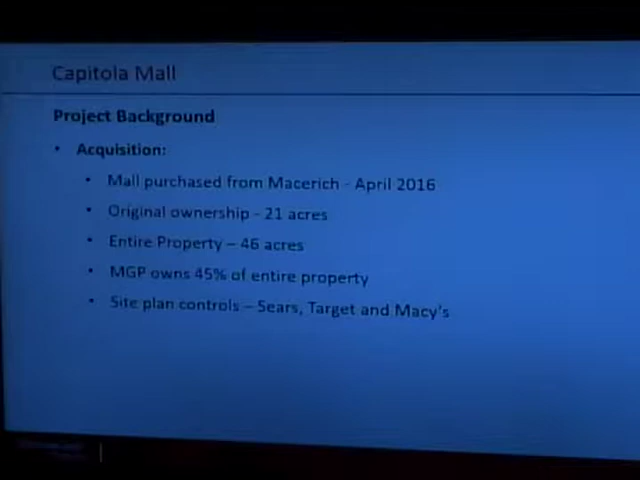 Capitola Mall
Project Background
• Acquisition:
• Mall purchased from Macerich - April 2016
• Original ownership - 21 acres
• Entire Property – 46 acres
• MGP owns 45% of entire property
• Site plan controls – Sears, Target and Macy's